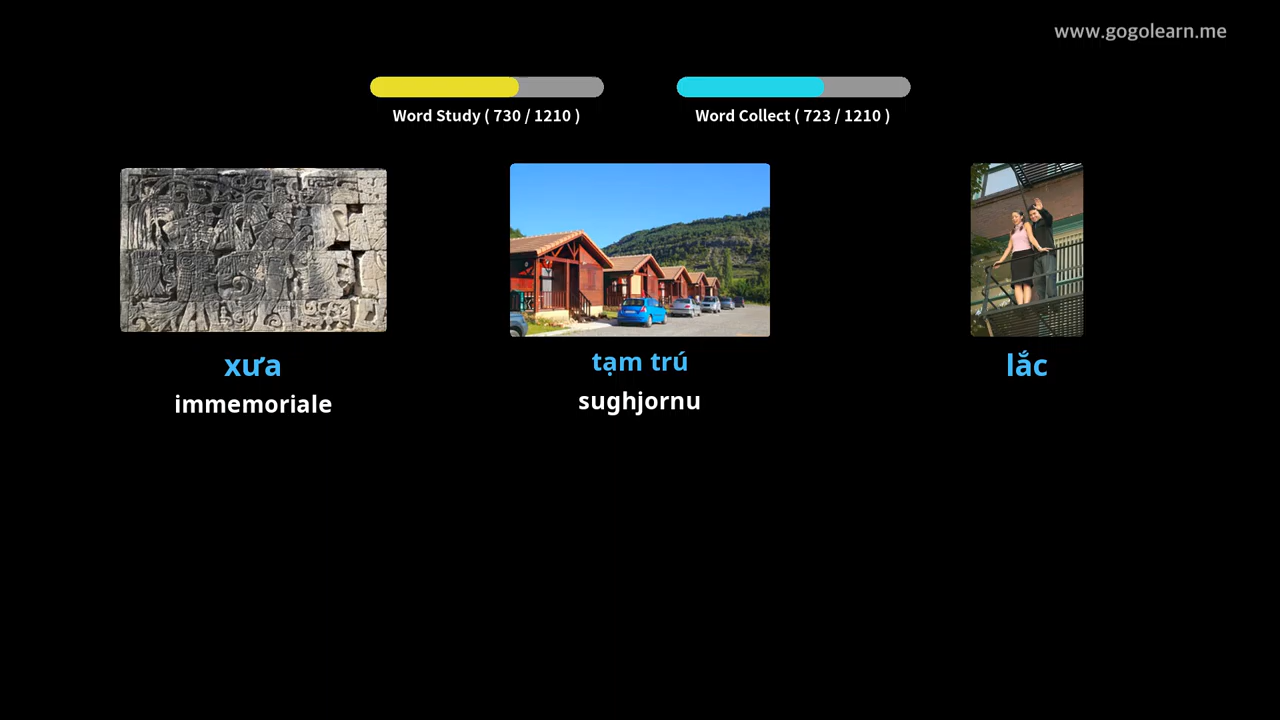 www.gogolearn.me
Word Study ( 730 / 1210 )
Word Collect ( 723 / 1210 )
xưa
immemoriale
tạm trú
sughjornu
lắc